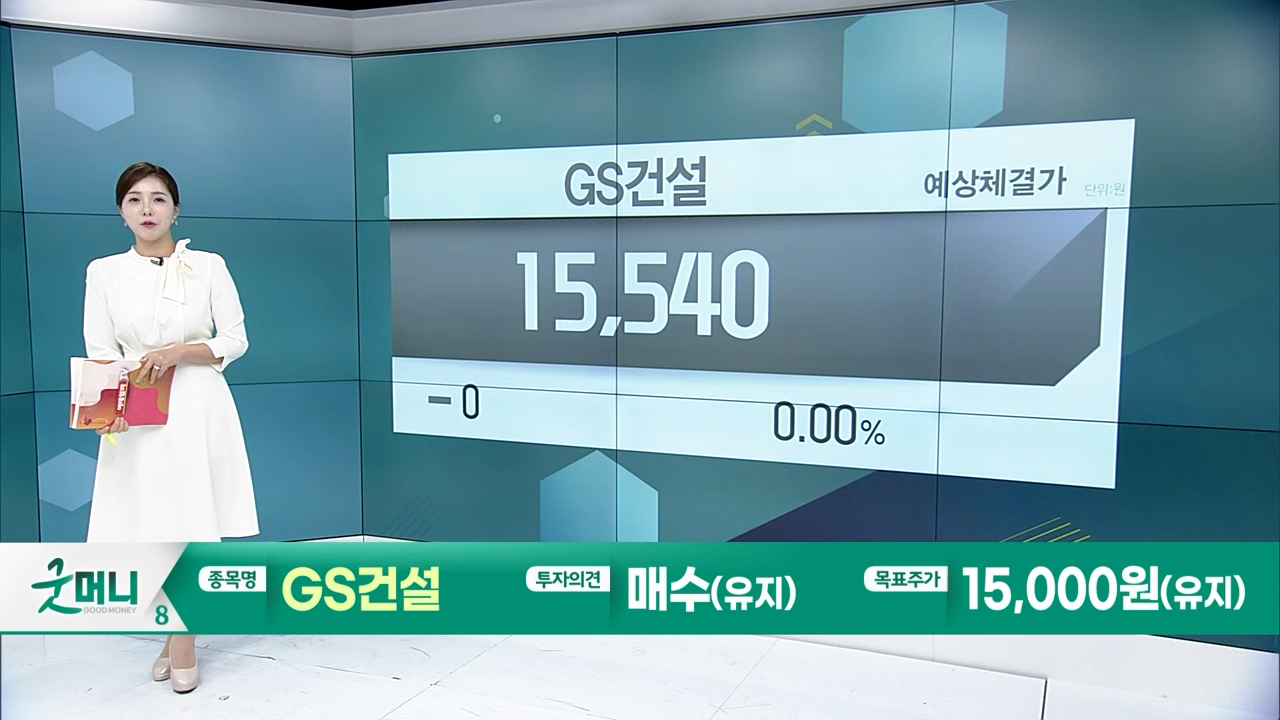 GS건설
예상체결가
단위:원
15,540
0
0.00%
굿머니
GOOD MONEY
8
종목명
GS건설
투자의견
매수(유지)
목표주가
15,000원(유지)